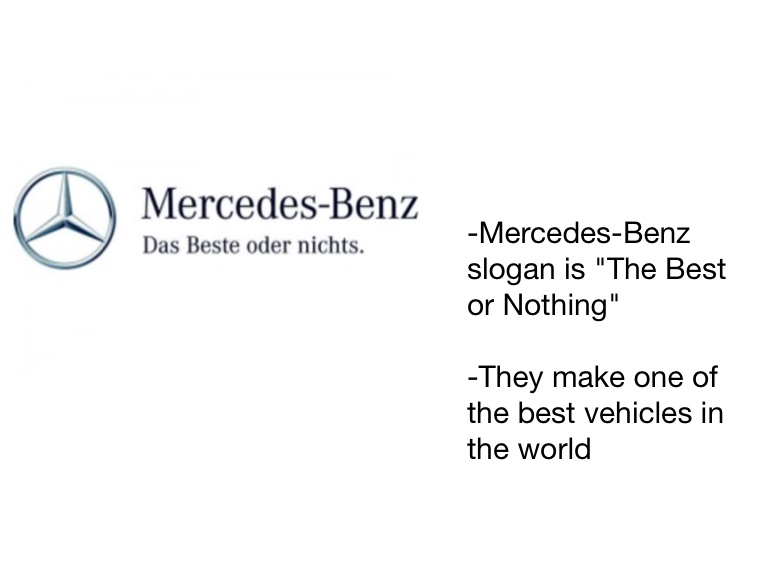 Mercedes-Benz
Das Beste oder nichts.
-Mercedes-Benz
slogan is "The Best
or Nothing"
-They make one of
the best vehicles in
the world